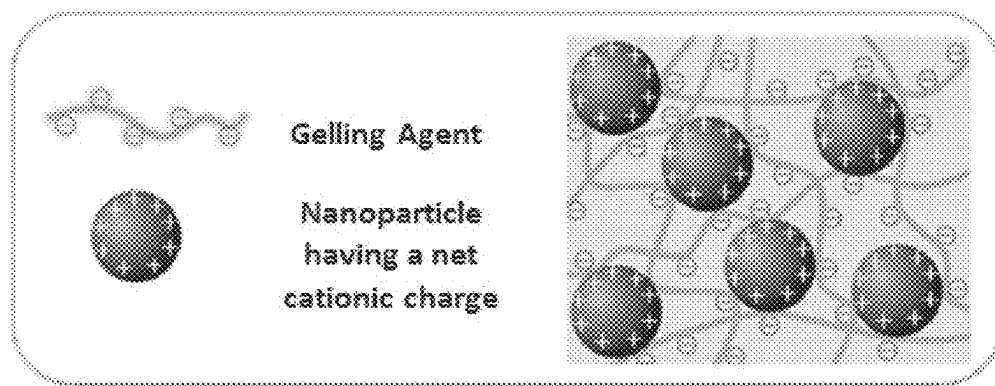 Gelling Agent
Nanoparticle
having a net
cationic charge